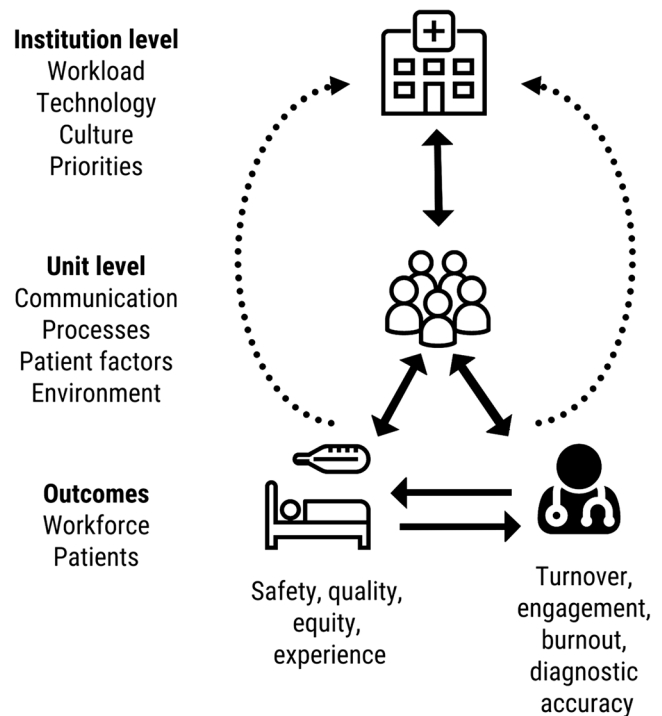 Institution level
Workload
Technology
Culture
Priorities
Unit level
Communication
Processes
Patient factors
Environment
Outcomes
Workforce
Patients
Safety, quality,
equity,
experience
Turnover,
engagement,
burnout,
diagnostic
accuracy